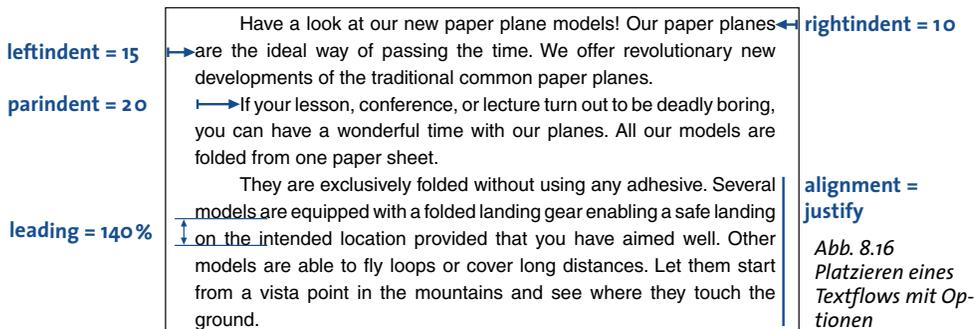 Have a look at our new paper plane models! Our paper planes
are the ideal way of passing the time. We offer revolutionary new
developments of the traditional common paper planes.
If your lesson, conference, or lecture turn out to be deadly boring,
you can have a wonderful time with our planes. All our models are
folded from one paper sheet.
They are exclusively folded without using any adhesive. Several
models are equipped with a folded landing gear enabling a safe landing
on the intended location provided that you have aimed well. Other
models are able to fly loops or cover long distances. Let them start
from a vista point in the mountains and see where they touch the
ground.
leftindent = 15
parindent = 20
leading = 140%
rightindent = 10
alignment =
justify
Abb. 8.16
Platzieren eines
Textflows mit Op-
tionen